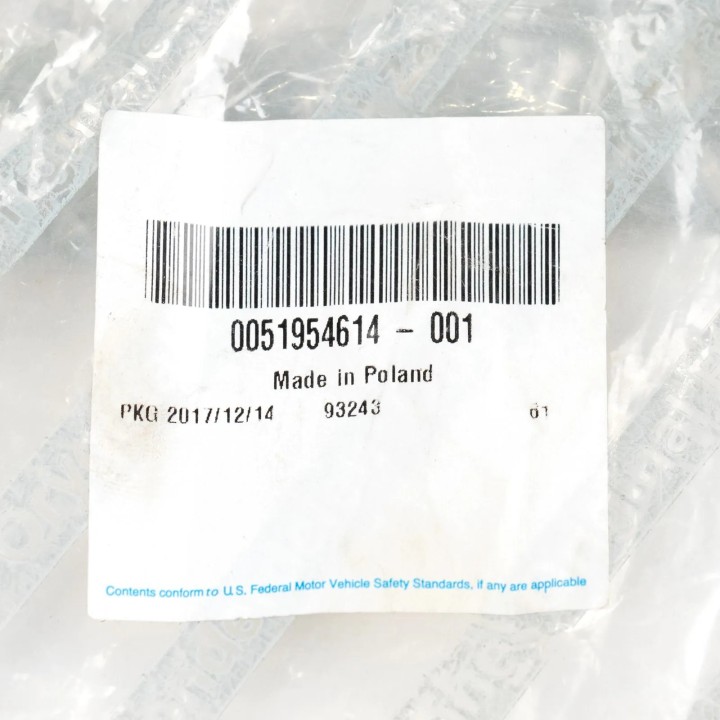 0051954614 - 001
Made in Poland
PKG 2017/12/14 93243 01
Contents conform to U.S. Federal Motor Vehicle Safety Standards, if any are applicable